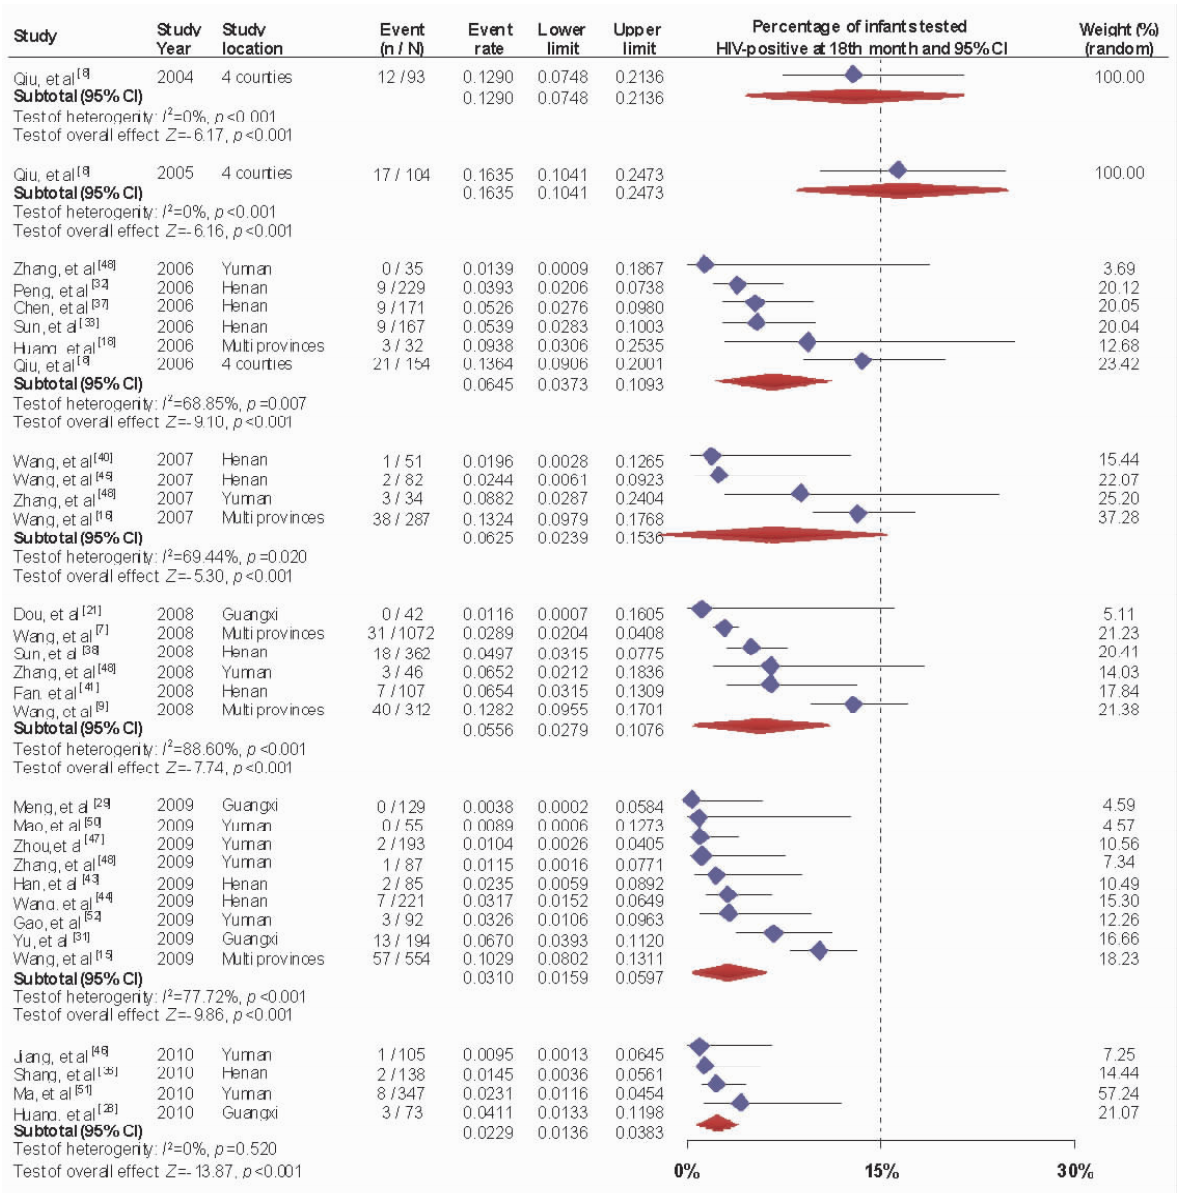 Study Study Year Study location Event (n / N) Event rate Lower limit Upper limit Percentage of infants tested HIV-positive at 18th month and 95% CI Weight (%) (random)
Qiu, et al [8] 2004 4 counties 12 / 93 0.1290 0.0748 0.2136 100.00
Subtotal (95% CI) 0.1290 0.0748 0.2136
Test of heterogenity: I²=0%, p<0.001
Test of overall effect Z=-6.17, p<0.001
Qiu, et al [8] 2005 4 counties 17 / 104 0.1635 0.1041 0.2473 100.00
Subtotal (95% CI) 0.1635 0.1041 0.2473
Test of heterogenity: I²=0%, p<0.001
Test of overall effect Z=-6.16, p<0.001
Zhang, et al [48] 2006 Yunnan 0 / 35 0.0139 0.0009 0.1867 3.69
Peng, et al [32] 2006 Henan 9 / 229 0.0393 0.0206 0.0738 20.12
Chen, et al [37] 2006 Henan 9 / 171 0.0526 0.0276 0.0980 20.05
Sun, et al [33] 2006 Henan 9 / 167 0.0539 0.0283 0.1003 20.04
Huang, et al [18] 2006 Multi provinces 3 / 32 0.0938 0.0306 0.2535 12.68
Qiu, et al [8] 2006 4 counties 21 / 154 0.1364 0.0906 0.2001 23.42
Subtotal (95% CI) 0.0645 0.0373 0.1093
Test of heterogenity: I²=68.85%, p=0.007
Test of overall effect Z=-9.10, p<0.001
Wang, et al [40] 2007 Henan 1 / 51 0.0196 0.0028 0.1265 15.44
Wang, et al [45] 2007 Henan 2 / 82 0.0244 0.0061 0.0923 22.07
Zhang, et al [48] 2007 Yunnan 3 / 34 0.0882 0.0287 0.2404 25.20
Wang, et al [16] 2007 Multi provinces 38 / 287 0.1324 0.0979 0.1768 37.28
Subtotal (95% CI) 0.0625 0.0239 0.1536
Test of heterogenity: I²=69.44%, p=0.020
Test of overall effect Z=-5.30, p<0.001
Dou, et al [21] 2008 Guangxi 0 / 42 0.0116 0.0007 0.1605 5.11
Wang, et al [7] 2008 Multi provinces 31 / 1072 0.0289 0.0204 0.0408 21.23
Sun, et al [38] 2008 Henan 18 / 362 0.0497 0.0315 0.0775 20.41
Zhang, et al [48] 2008 Yunnan 3 / 46 0.0652 0.0212 0.1836 14.03
Fan, et al [41] 2008 Henan 7 / 107 0.0654 0.0315 0.1309 17.84
Wang, et al [9] 2008 Multi provinces 40 / 312 0.1282 0.0955 0.1701 21.38
Subtotal (95% CI) 0.0556 0.0279 0.1076
Test of heterogenity: I²=88.60%, p<0.001
Test of overall effect Z=-7.74, p<0.001
Meng, et al [29] 2009 Guangxi 0 / 129 0.0038 0.0002 0.0584 4.59
Mao, et al [50] 2009 Yunnan 0 / 55 0.0089 0.0006 0.1273 4.57
Zhou, et al [47] 2009 Yunnan 2 / 193 0.0104 0.0026 0.0405 10.56
Zhang, et al [48] 2009 Yunnan 1 / 87 0.0115 0.0016 0.0771 7.34
Han, et al [43] 2009 Henan 2 / 85 0.0235 0.0059 0.0892 10.49
Wang, et al [44] 2009 Henan 7 / 221 0.0317 0.0152 0.0649 15.30
Gao, et al [52] 2009 Yunnan 3 / 92 0.0326 0.0106 0.0963 12.26
Yu, et al [31] 2009 Guangxi 13 / 194 0.0670 0.0393 0.1120 16.66
Wang, et al [15] 2009 Multi provinces 57 / 554 0.1029 0.0802 0.1311 18.23
Subtotal (95% CI) 0.0310 0.0159 0.0597
Test of heterogenity: I²=77.72%, p<0.001
Test of overall effect Z=-9.86, p<0.001
Jiang, et al [46] 2010 Yunnan 1 / 105 0.0095 0.0013 0.0645 7.25
Shang, et al [36] 2010 Henan 2 / 138 0.0145 0.0036 0.0561 14.44
Ma, et al [51] 2010 Yunnan 8 / 347 0.0231 0.0116 0.0454 57.24
Huang, et al [28] 2010 Guangxi 3 / 73 0.0411 0.0133 0.1198 21.07
Subtotal (95% CI) 0.0229 0.0136 0.0383
Test of heterogenity: I²=0%, p=0.520
Test of overall effect Z=-13.87, p<0.001
0% 15% 30%